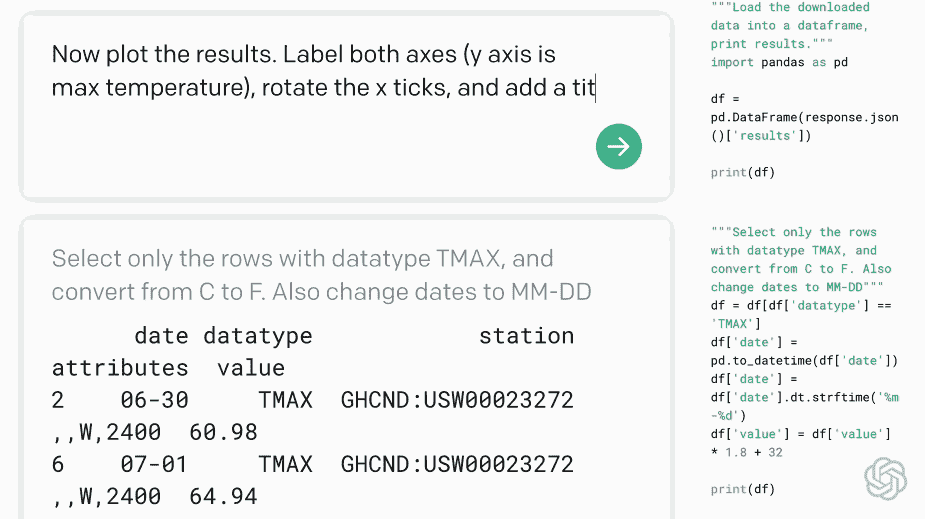 Now plot the results. Label both axes (y axis is
max temperature), rotate the x ticks, and add a tit
Select only the rows with datatype TMAX, and
convert from C to F. Also change dates to MM-DD
date datatype station
attributes value
2 06-30 TMAX GHCND:USW00023272
,,W,2400 60.98
6 07-01 TMAX GHCND:USW00023272
,,W,2400 64.94
"""Load the downloaded
data into a dataframe,
print results."""
import pandas as pd
df =
pd.DataFrame(response.json
()['results'])
print(df)
"""Select only the rows
with datatype TMAX, and
convert from C to F. Also
change dates to MM-DD"""
df = df[df['datatype'] ==
'TMAX']
df['date'] =
pd.to_datetime(df['date'])
df['date'] =
df['date'].dt.strftime('%m
-%d')
df['value'] = df['value']
* 1.8 + 32
print(df)